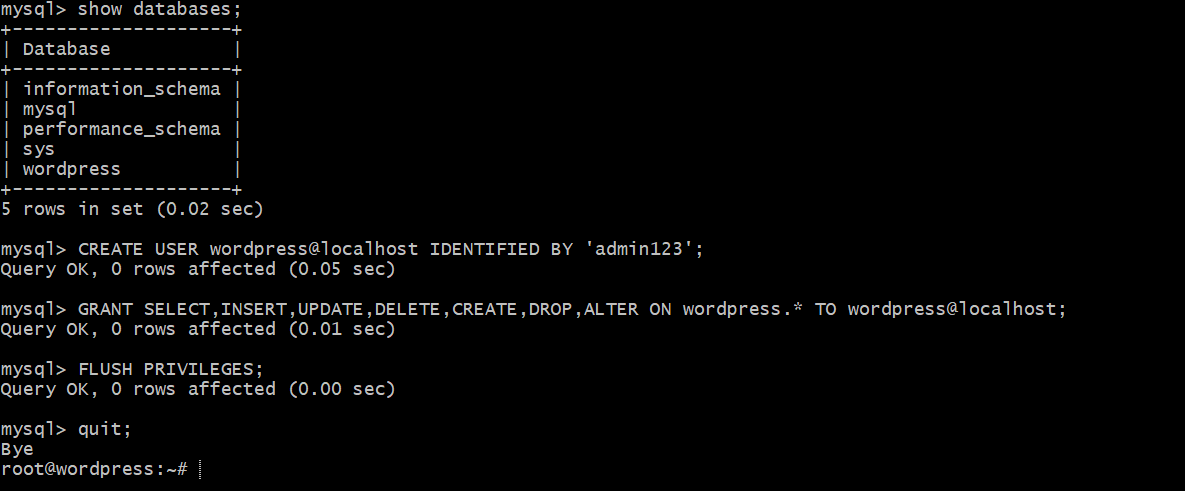 mysql> show databases;
+--------------------+
| Database           |
+--------------------+
| information_schema |
| mysql              |
| performance_schema |
| sys                |
| wordpress          |
+--------------------+
5 rows in set (0.02 sec)
mysql> CREATE USER wordpress@localhost IDENTIFIED BY 'admin123';
Query OK, 0 rows affected (0.05 sec)
mysql> GRANT SELECT,INSERT,UPDATE,DELETE,CREATE,DROP,ALTER ON wordpress.* TO wordpress@localhost;
Query OK, 0 rows affected (0.01 sec)
mysql> FLUSH PRIVILEGES;
Query OK, 0 rows affected (0.00 sec)
mysql> quit;
Bye
root@wordpress:~#